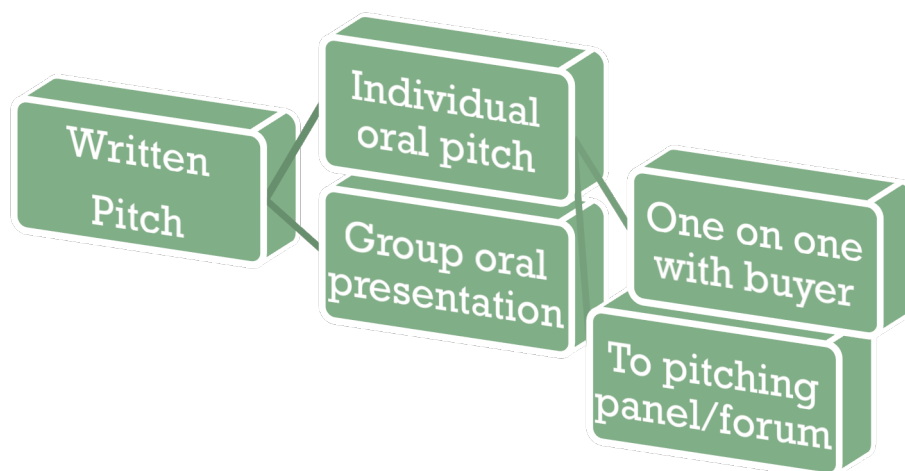 Written
Pitch
Individual
oral pitch
Group oral
presentation
One on one
with buyer
To pitching
panel/forum